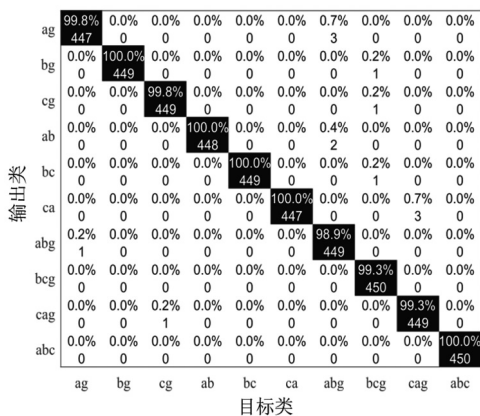 输出类
ag
99.8% 0.0% 0.0% 0.0% 0.0% 0.0% 0.7% 0.0% 0.0% 0.0%
447 0 0 0 0 0 3 0 0 0
bg
0.0% 100.0% 0.0% 0.0% 0.0% 0.0% 0.0% 0.2% 0.0% 0.0%
0 449 0 0 0 0 0 1 0 0
cg
0.0% 0.0% 99.8% 0.0% 0.0% 0.0% 0.0% 0.2% 0.0% 0.0%
0 0 449 0 0 0 0 1 0 0
ab
0.0% 0.0% 0.0% 100.0% 0.0% 0.0% 0.4% 0.0% 0.0% 0.0%
0 0 0 448 0 0 2 0 0 0
bc
0.0% 0.0% 0.0% 0.0% 100.0% 0.0% 0.0% 0.2% 0.0% 0.0%
0 0 0 0 449 0 0 1 0 0
ca
0.0% 0.0% 0.0% 0.0% 0.0% 100.0% 0.0% 0.0% 0.7% 0.0%
0 0 0 0 0 447 0 0 3 0
abg
0.2% 0.0% 0.0% 0.0% 0.0% 0.0% 98.9% 0.0% 0.0% 0.0%
1 0 0 0 0 0 449 0 0 0
bcg
0.0% 0.0% 0.0% 0.0% 0.0% 0.0% 0.0% 99.3% 0.0% 0.0%
0 0 0 0 0 0 0 450 0 0
cag
0.0% 0.0% 0.2% 0.0% 0.0% 0.0% 0.0% 0.0% 99.3% 0.0%
0 0 1 0 0 0 0 0 449 0
abc
0.0% 0.0% 0.0% 0.0% 0.0% 0.0% 0.0% 0.0% 0.0% 100.0%
0 0 0 0 0 0 0 0 0 450
ag bg cg ab bc ca abg bcg cag abc
目标类